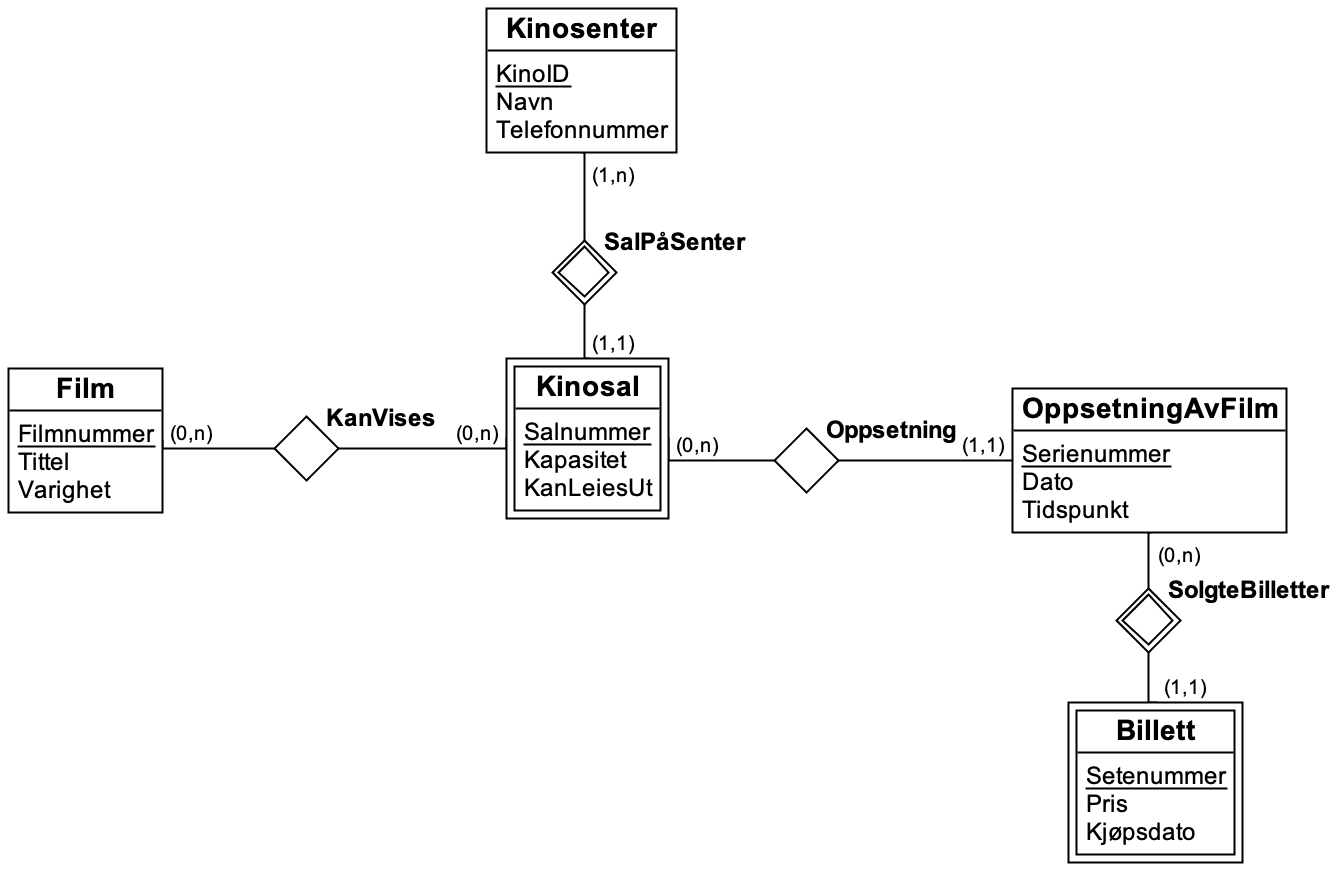 Kinosenter
KinoID
Navn
Telefonnummer
(1,n)
SalPåSenter
(1,1)
Film
Filmnummer
Tittel
Varighet
(0,n)
KanVises
(0,n)
Kinosal
Salnummer
Kapasitet
KanLeiesUt
(0,n)
Oppsetning
(1,1)
OppsetningAvFilm
Serienummer
Dato
Tidspunkt
(0,n)
SolgteBilletter
(1,1)
Billett
Setenummer
Pris
Kjøpsdato